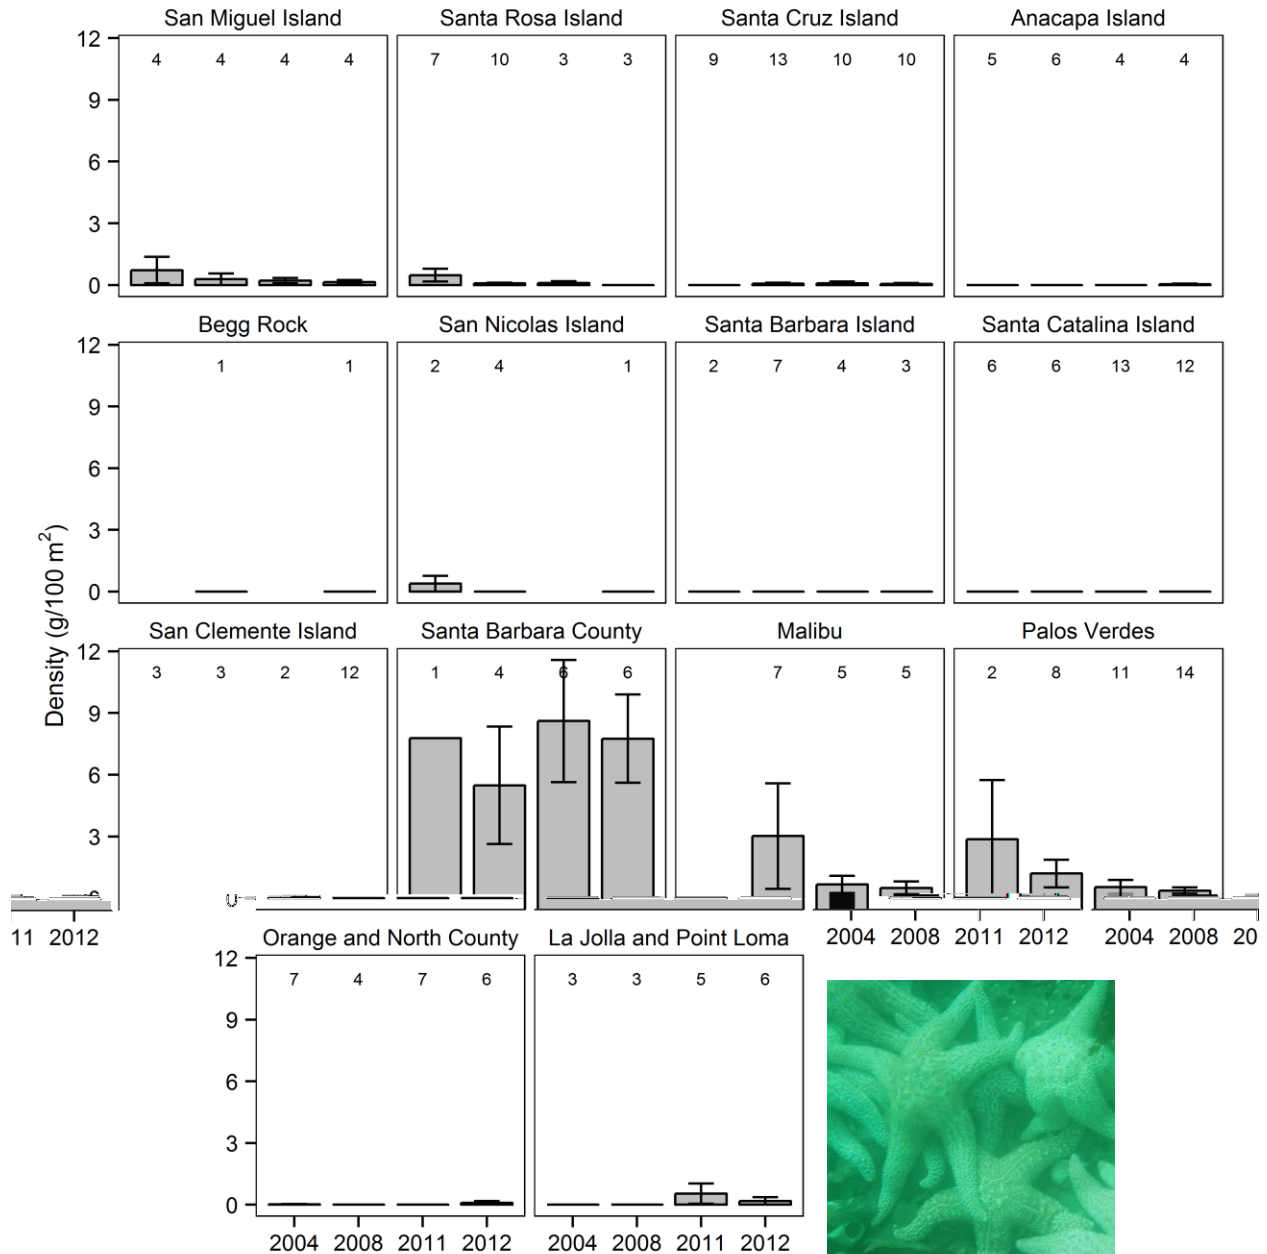 San Miguel Island Santa Rosa Island Santa Cruz Island Anacapa Island
12 4 4 4 4 7 10 3 3 9 13 10 10 5 6 4 4
9
6
3
0
Begg Rock San Nicolas Island Santa Barbara Island Santa Catalina Island
12 1 1 2 4 1 2 7 4 3 6 6 13 12
9
6
3
0
Density (g/100 m²)
San Clemente Island Santa Barbara County Malibu Palos Verdes
12 3 3 2 12 1 4 6 6 7 5 5 2 8 11 14
9
6
3
11 2012 2004 2008 2011 2012 2004 2008 20
Orange and North County La Jolla and Point Loma
12 7 4 7 6 3 3 5 6
9
6
3
0
2004 2008 2011 2012 2004 2008 2011 2012